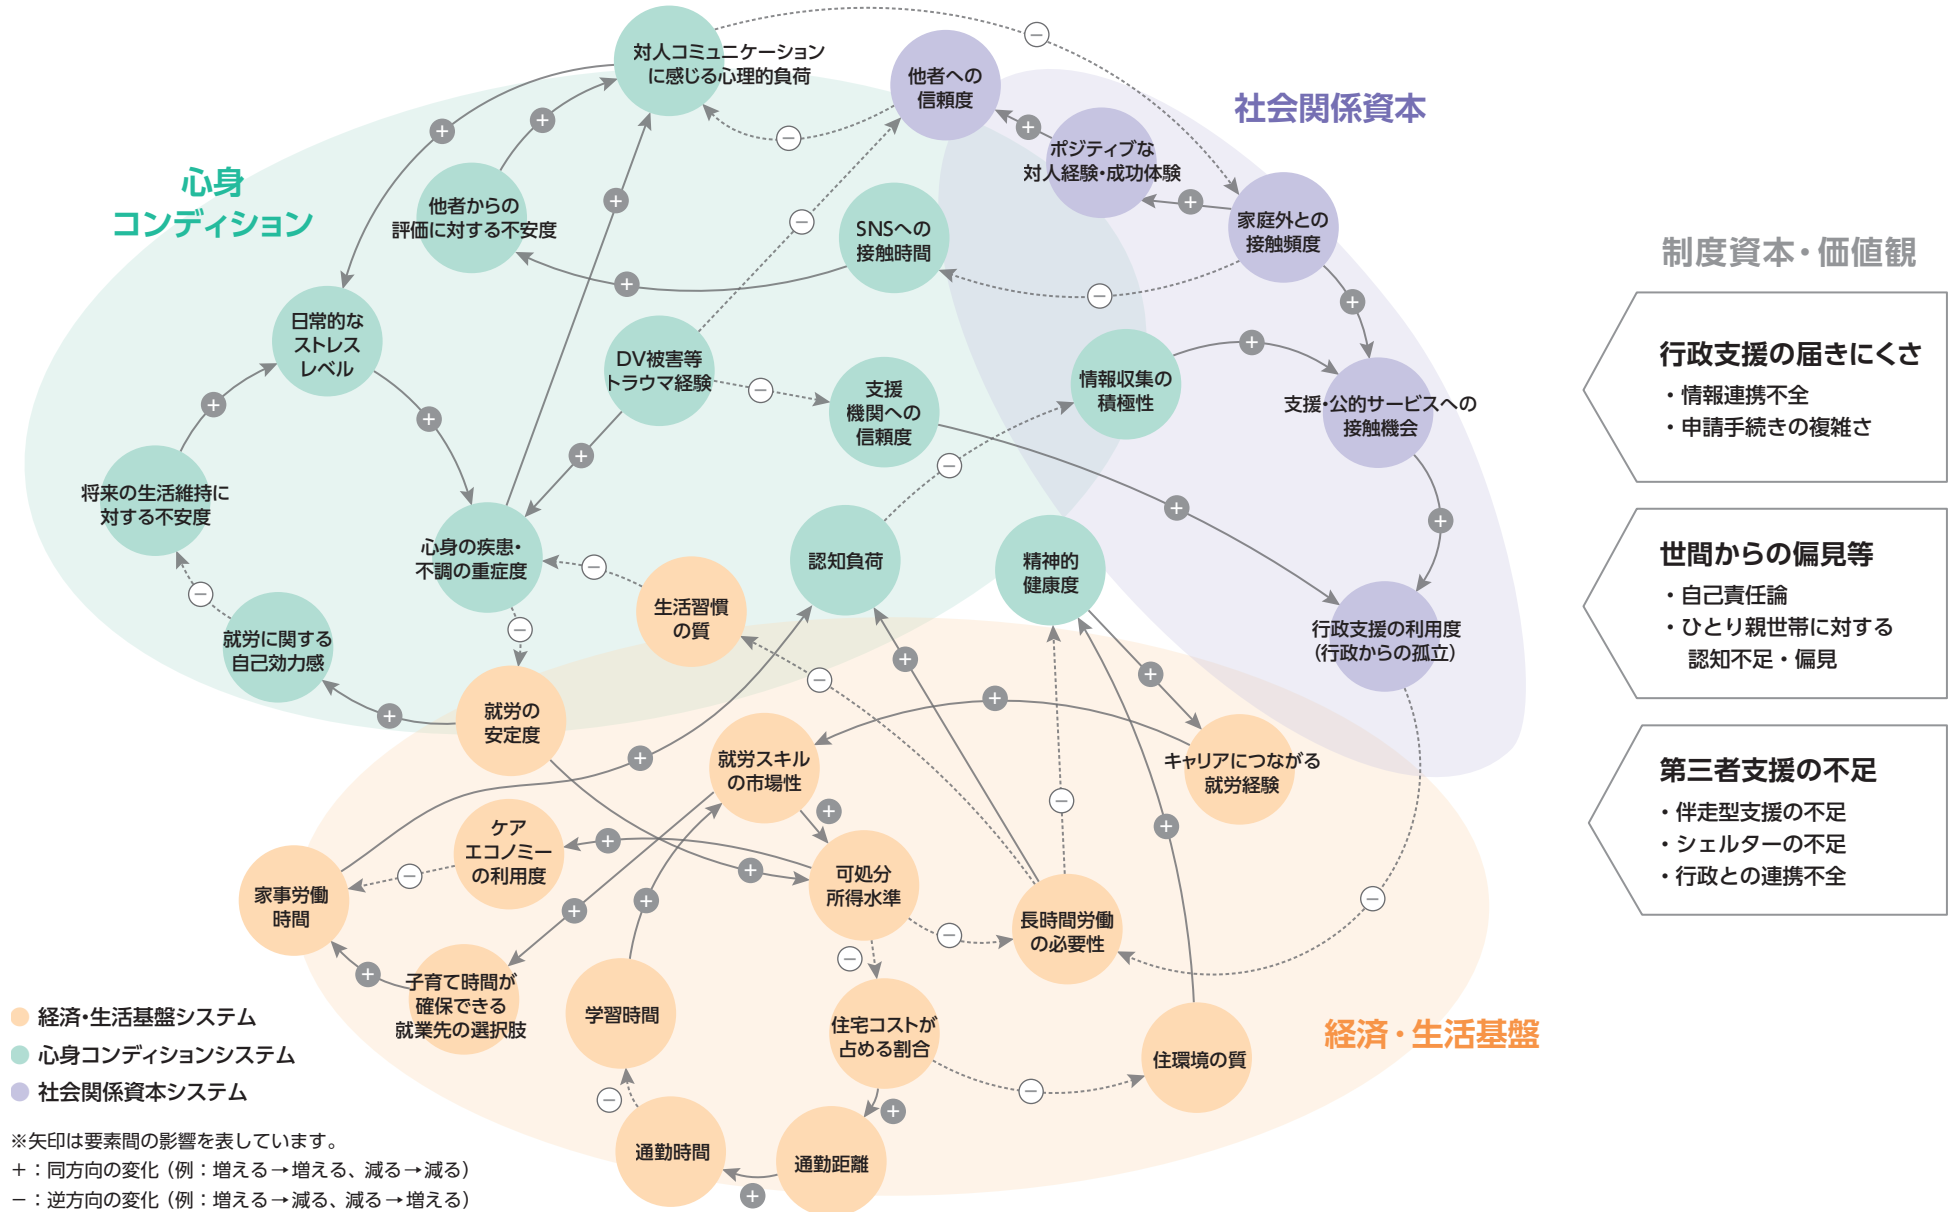 対人コミュニケーション
に感じる心理的負荷
他者への
信頼度
社会関係資本
ポジティブな
対人経験・成功体験
心身
コンディション
他者からの
評価に対する不安度
SNSへの
接触時間
家庭外との
接触頻度
制度資本・価値観
日常的な
ストレス
レベル
DV被害等
トラウマ経験
支援
機関への
信頼度
情報収集の
積極性
支援・公的サービスへの
接触機会
行政支援の届きにくさ
・情報連携不全
・申請手続きの複雑さ
将来の生活維持に
対する不安度
心身の疾患・
不調の重症度
認知負荷
精神的
健康度
生活習慣
の質
就労に関する
自己効力感
行政支援の利用度
(行政からの孤立)
世間からの偏見等
・自己責任論
・ひとり親世帯に対する
認知不足・偏見
就労の
安定度
就労スキル
の市場性
キャリアにつながる
就労経験
第三者支援の不足
・伴走型支援の不足
・シェルターの不足
・行政との連携不全
ケア
エコノミー
の利用度
可処分
所得水準
家事労働
時間
長時間労働
の必要性
子育て時間が
確保できる
就業先の選択肢
学習時間
住宅コストが
占める割合
住環境の質
経済・生活基盤
通勤時間
通勤距離
経済・生活基盤システム
心身コンディションシステム
社会関係資本システム
※矢印は要素間の影響を表しています。
+：同方向の変化（例：増える→増える、減る→減る）
−：逆方向の変化（例：増える→減る、減る→増える）